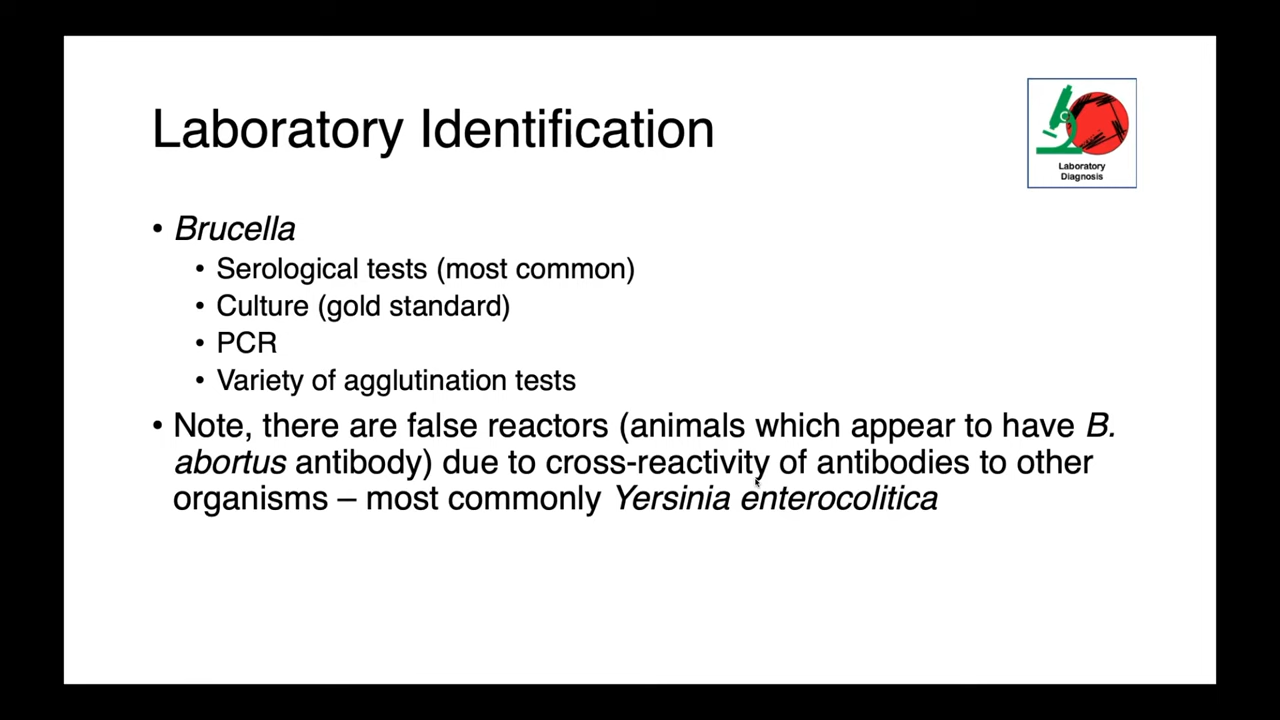 Laboratory Identification
Laboratory
Diagnosis
• Brucella
• Serological tests (most common)
• Culture (gold standard)
• PCR
• Variety of agglutination tests
• Note, there are false reactors (animals which appear to have B.
abortus antibody) due to cross-reactivity of antibodies to other
organisms – most commonly Yersinia enterocolitica